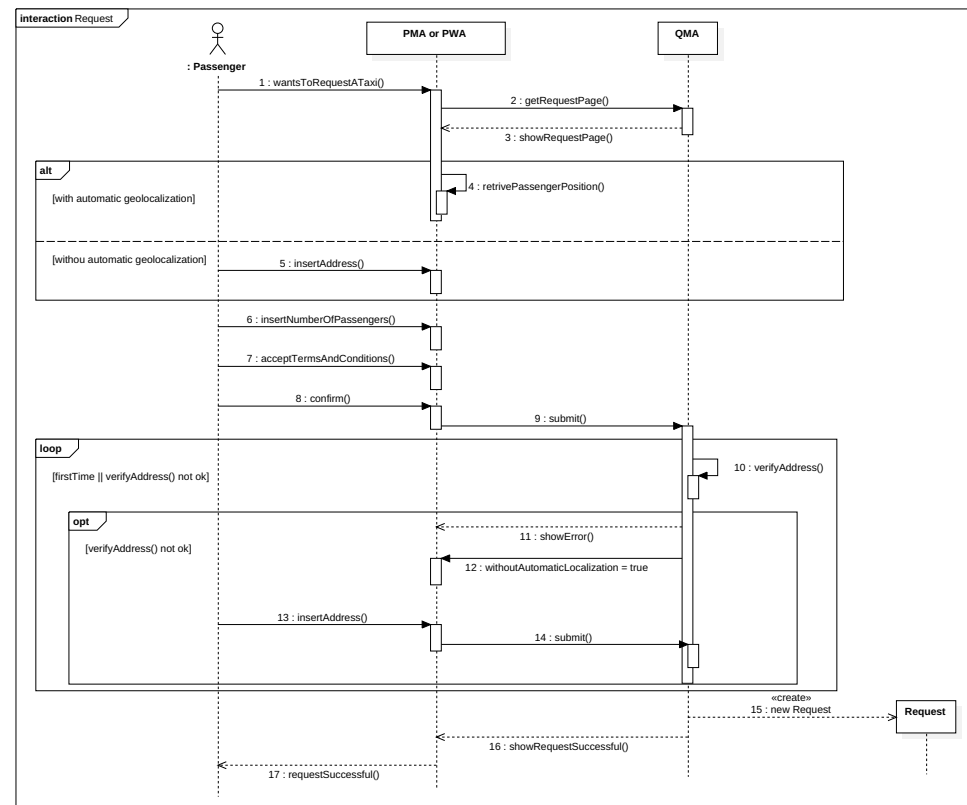 interaction Request
PMA or PWA
QMA
: Passenger
1 : wantsToRequestATaxi()
2 : getRequestPage()
3 : showRequestPage()
alt
4 : retrivePassengerPosition()
[with automatic geolocalization]
[withou automatic geolocalization]
5 : insertAddress()
6 : insertNumberOfPassengers()
7 : acceptTermsAndConditions()
8 : confirm()
9 : submit()
loop
10 : verifyAddress()
[firstTime || verifyAddress() not ok]
opt
11 : showError()
[verifyAddress() not ok]
12 : withoutAutomaticLocalization = true
13 : insertAddress()
14 : submit()
«create»
15 : new Request
Request
16 : showRequestSuccessful()
17 : requestSuccessful()